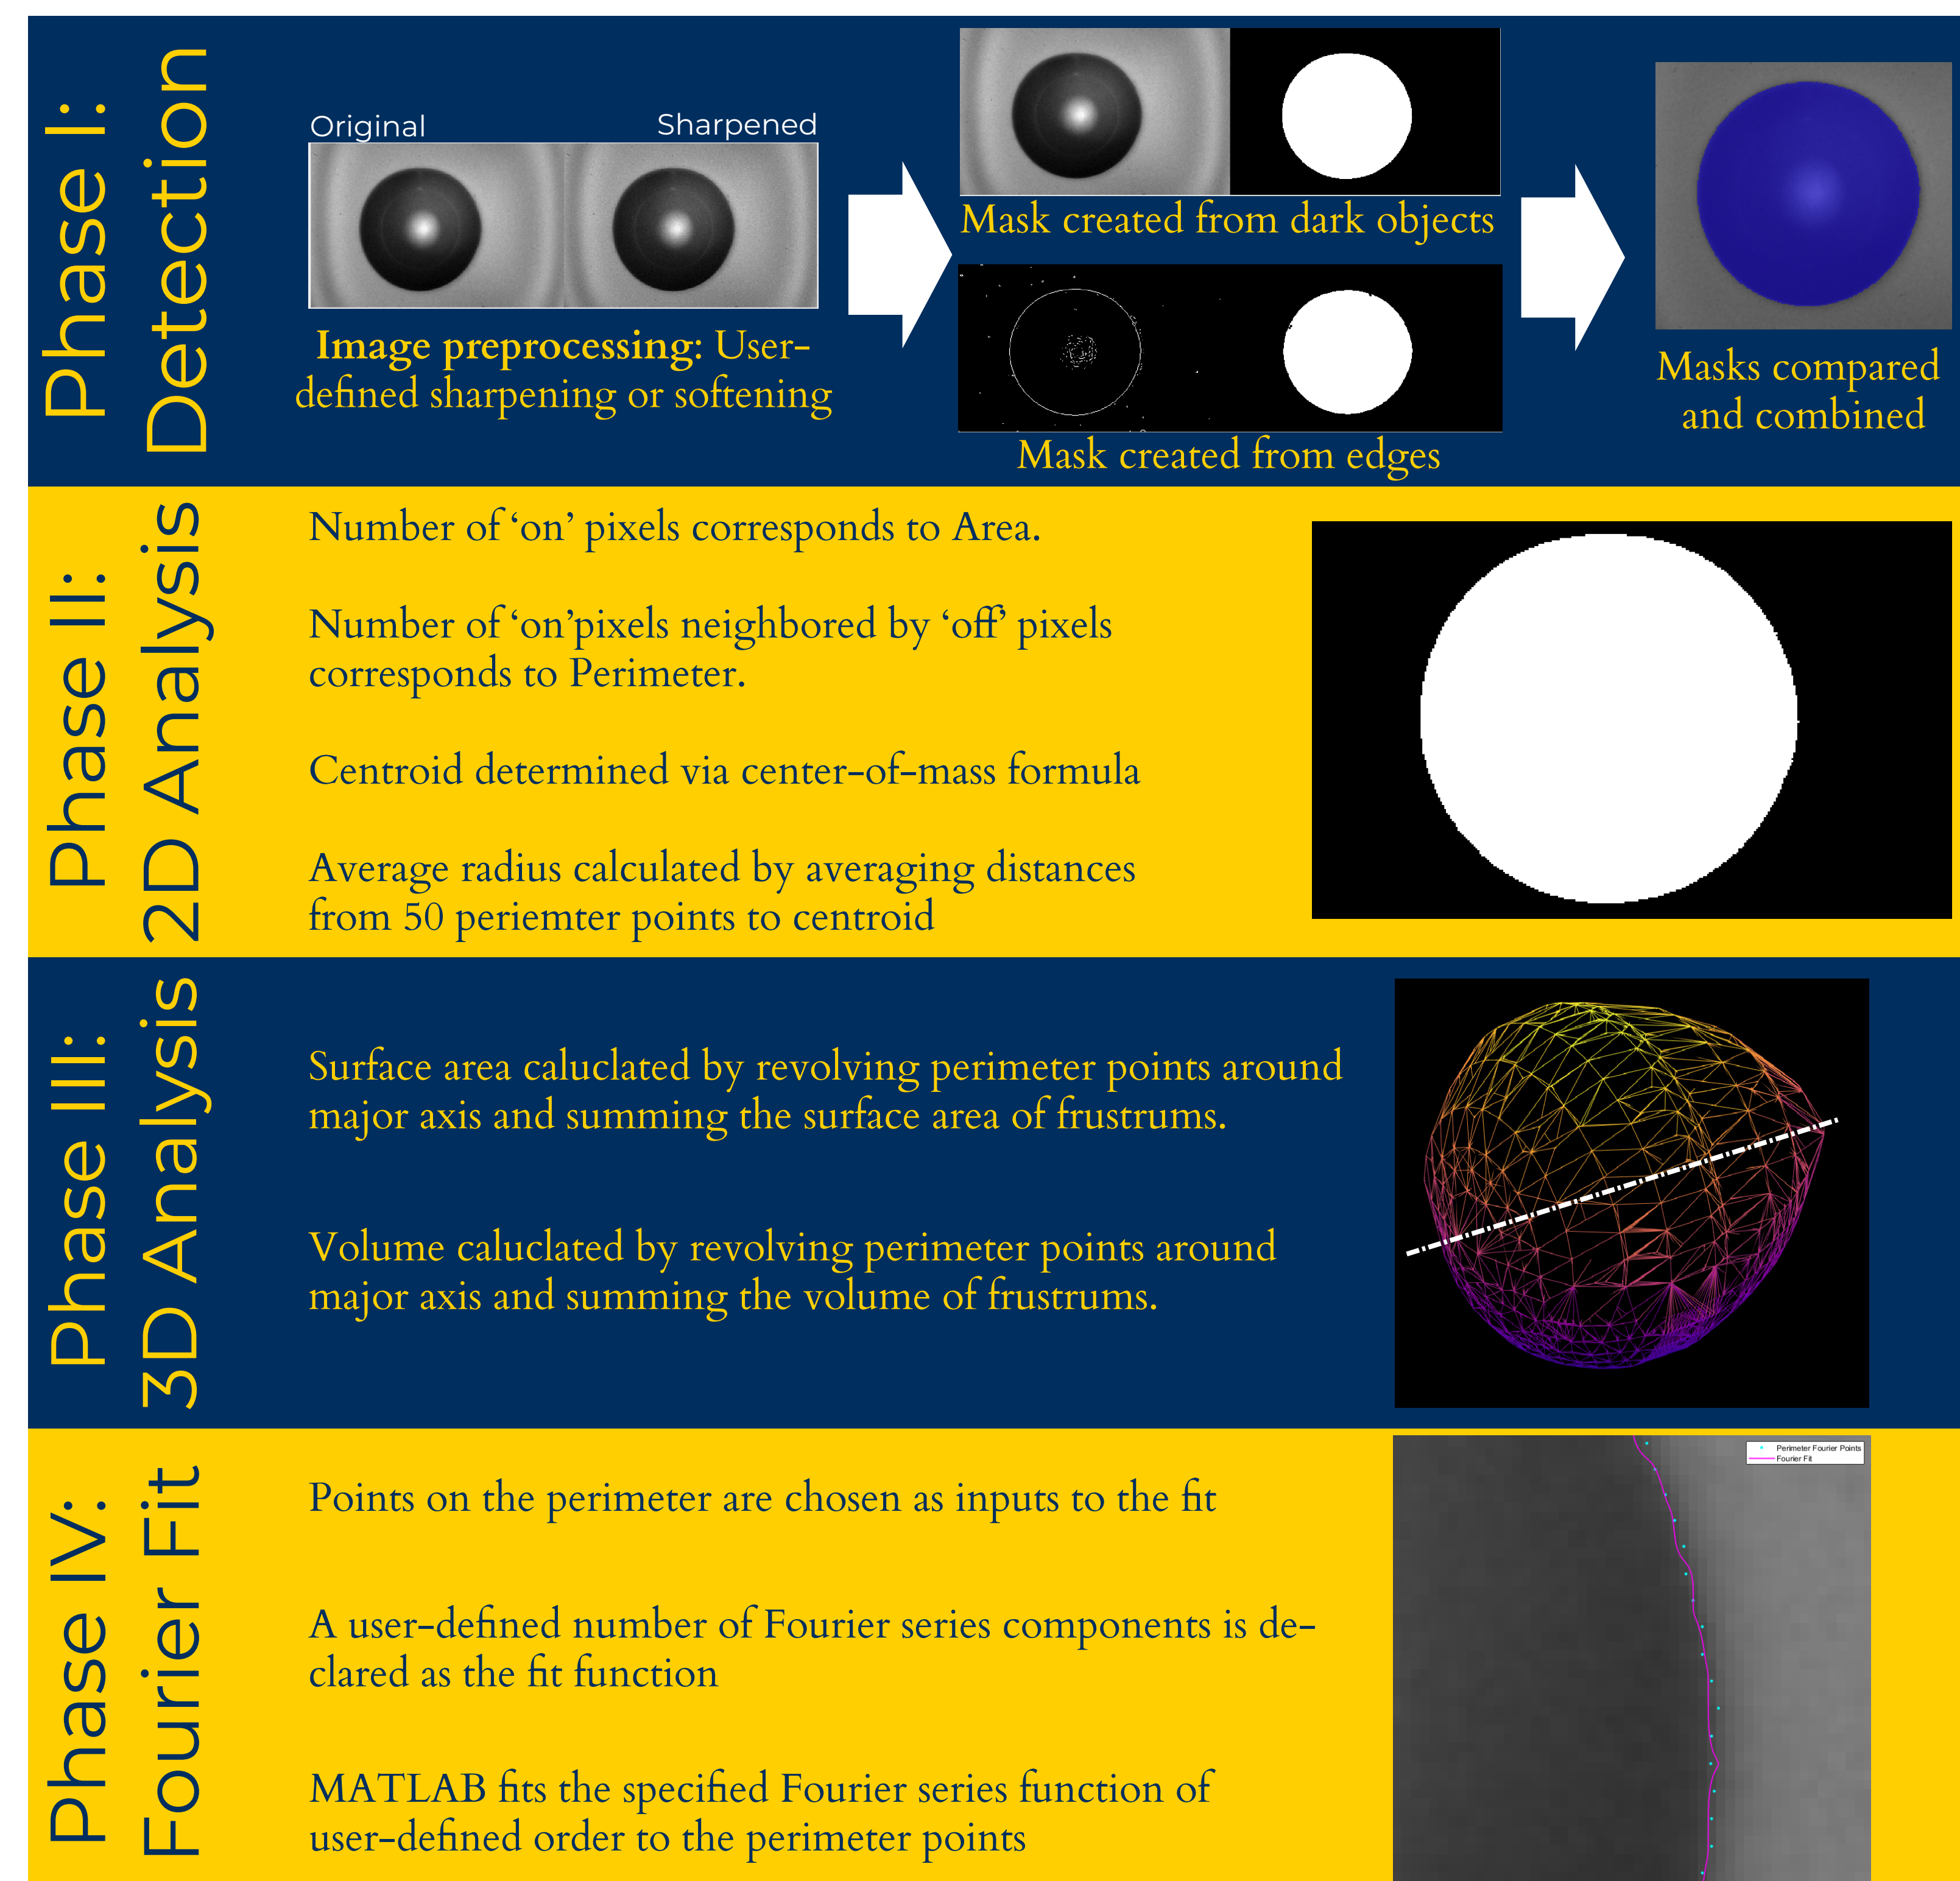 Phase I:
Detection
Original
Sharpened
Image preprocessing: User-
defined sharpening or softening
Mask created from dark objects
Mask created from edges
Masks compared
and combined
Phase II:
2D Analysis
Number of ‘on’ pixels corresponds to Area.
Number of ‘on’pixels neighbored by ‘off’ pixels
corresponds to Perimeter.
Centroid determined via center-of-mass formula
Average radius calculated by averaging distances
from 50 periemter points to centroid
Phase III:
3D Analysis
Surface area caluclated by revolving perimeter points around
major axis and summing the surface area of frustrums.
Volume caluclated by revolving perimeter points around
major axis and summing the volume of frustrums.
Phase IV:
Fourier Fit
Points on the perimeter are chosen as inputs to the fit
A user-defined number of Fourier series components is de-
clared as the fit function
MATLAB fits the specified Fourier series function of
user-defined order to the perimeter points
Perimeter Fourier Points
Fourier Fit